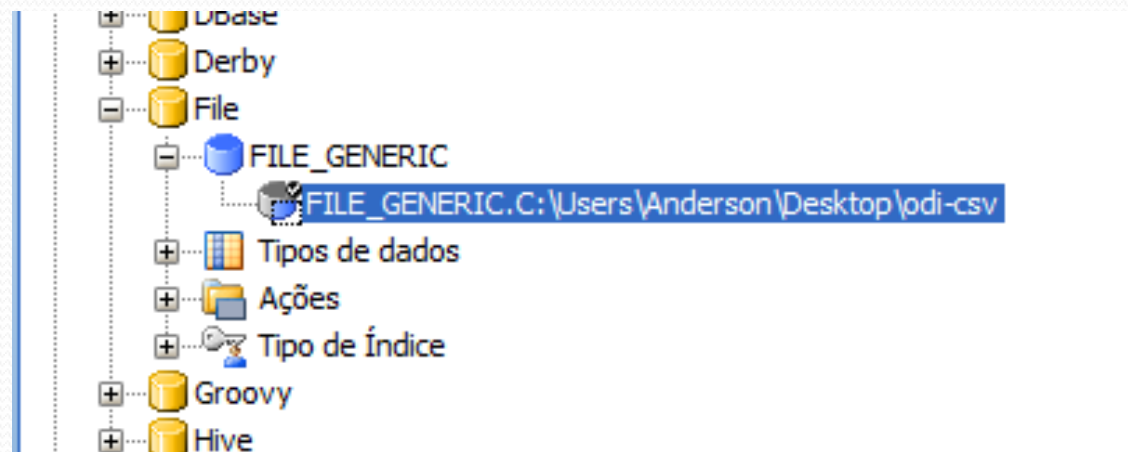 DBase
Derby
File
FILE_GENERIC
FILE_GENERIC.C:\Users\Anderson\Desktop\odi-csv
Tipos de dados
Ações
Tipo de Índice
Groovy
Hive